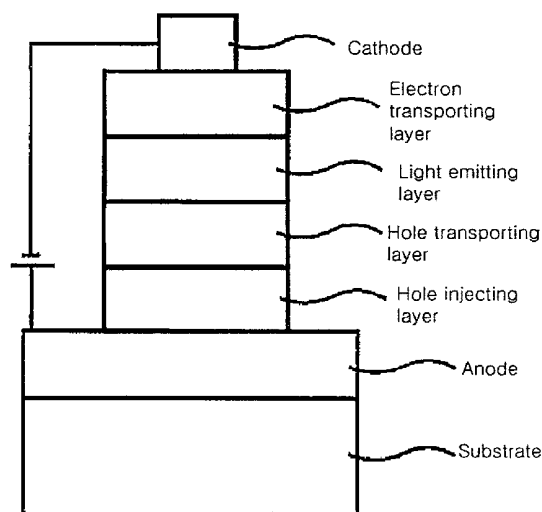 Cathode
Electron
transporting
layer
Light emitting
layer
Hole transporting
layer
Hole injecting
layer
Anode
Substrate